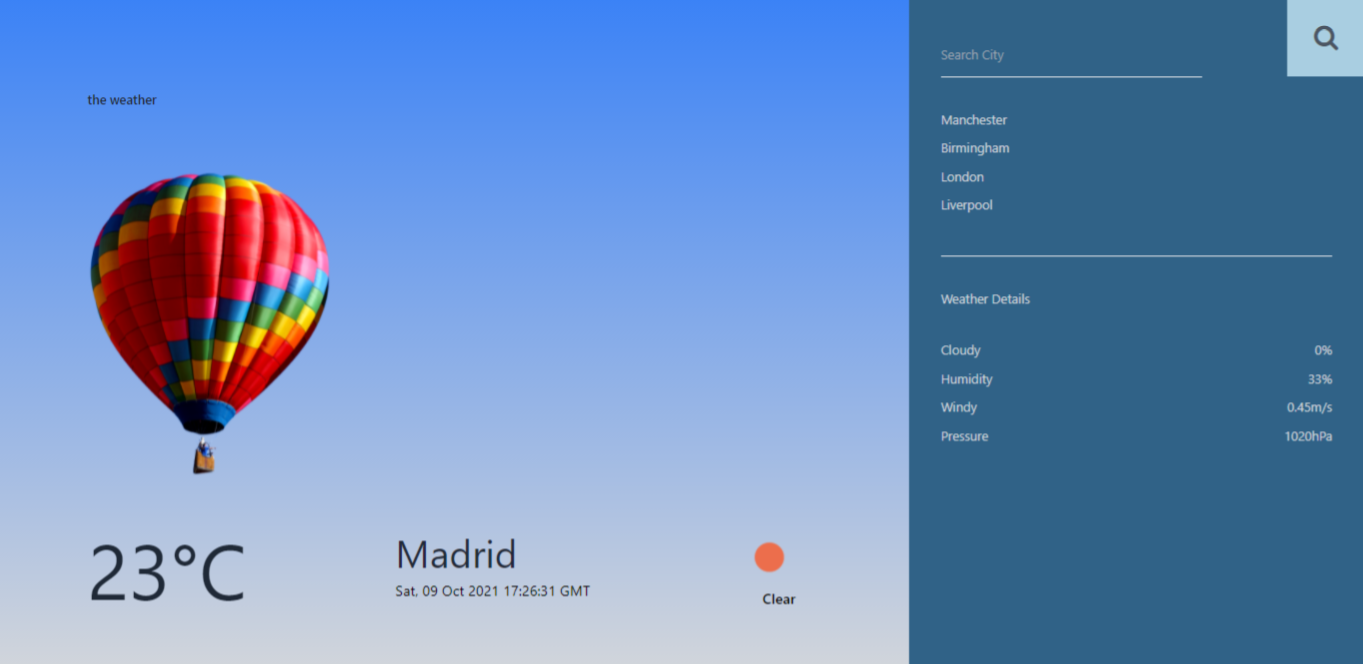 the weather
23°C
Madrid
Sat, 09 Oct 2021 17:26:31 GMT
Clear
Search City
Manchester
Birmingham
London
Liverpool
Weather Details
Cloudy 0%
Humidity 33%
Windy 0.45m/s
Pressure 1020hPa